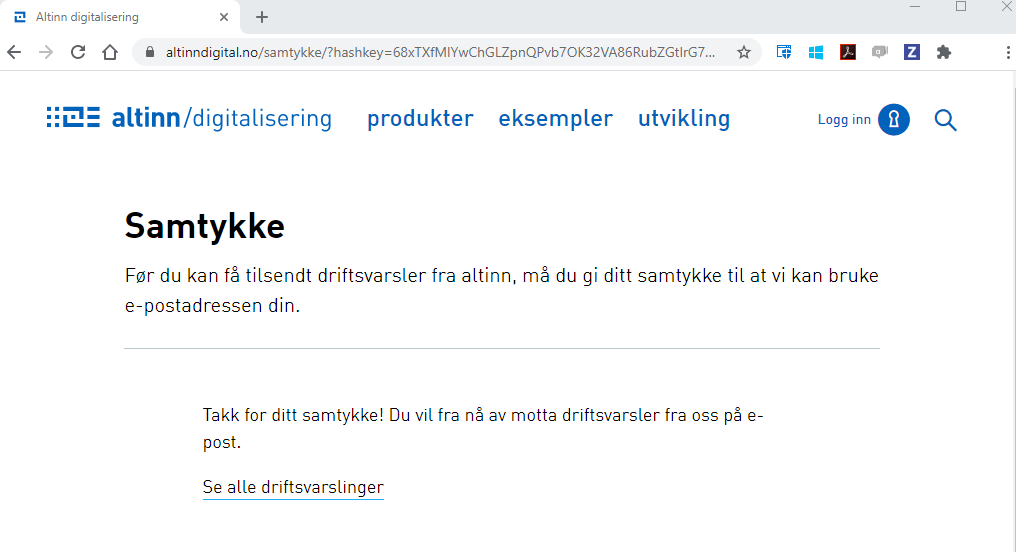 Altinn digitalisering
altinndigital.no/samtykke/?hashkey=68xTXfMIYwChGLZpnQPvb7OK32VA86RubZGtIrG7...
altinn/digitalisering produkter eksempler utvikling Logg inn
Samtykke
Før du kan få tilsendt driftsvarsler fra altinn, må du gi ditt samtykke til at vi kan bruke
e-postadressen din.
Takk for ditt samtykke! Du vil fra nå av motta driftsvarsler fra oss på e-
post.
Se alle driftsvarslinger